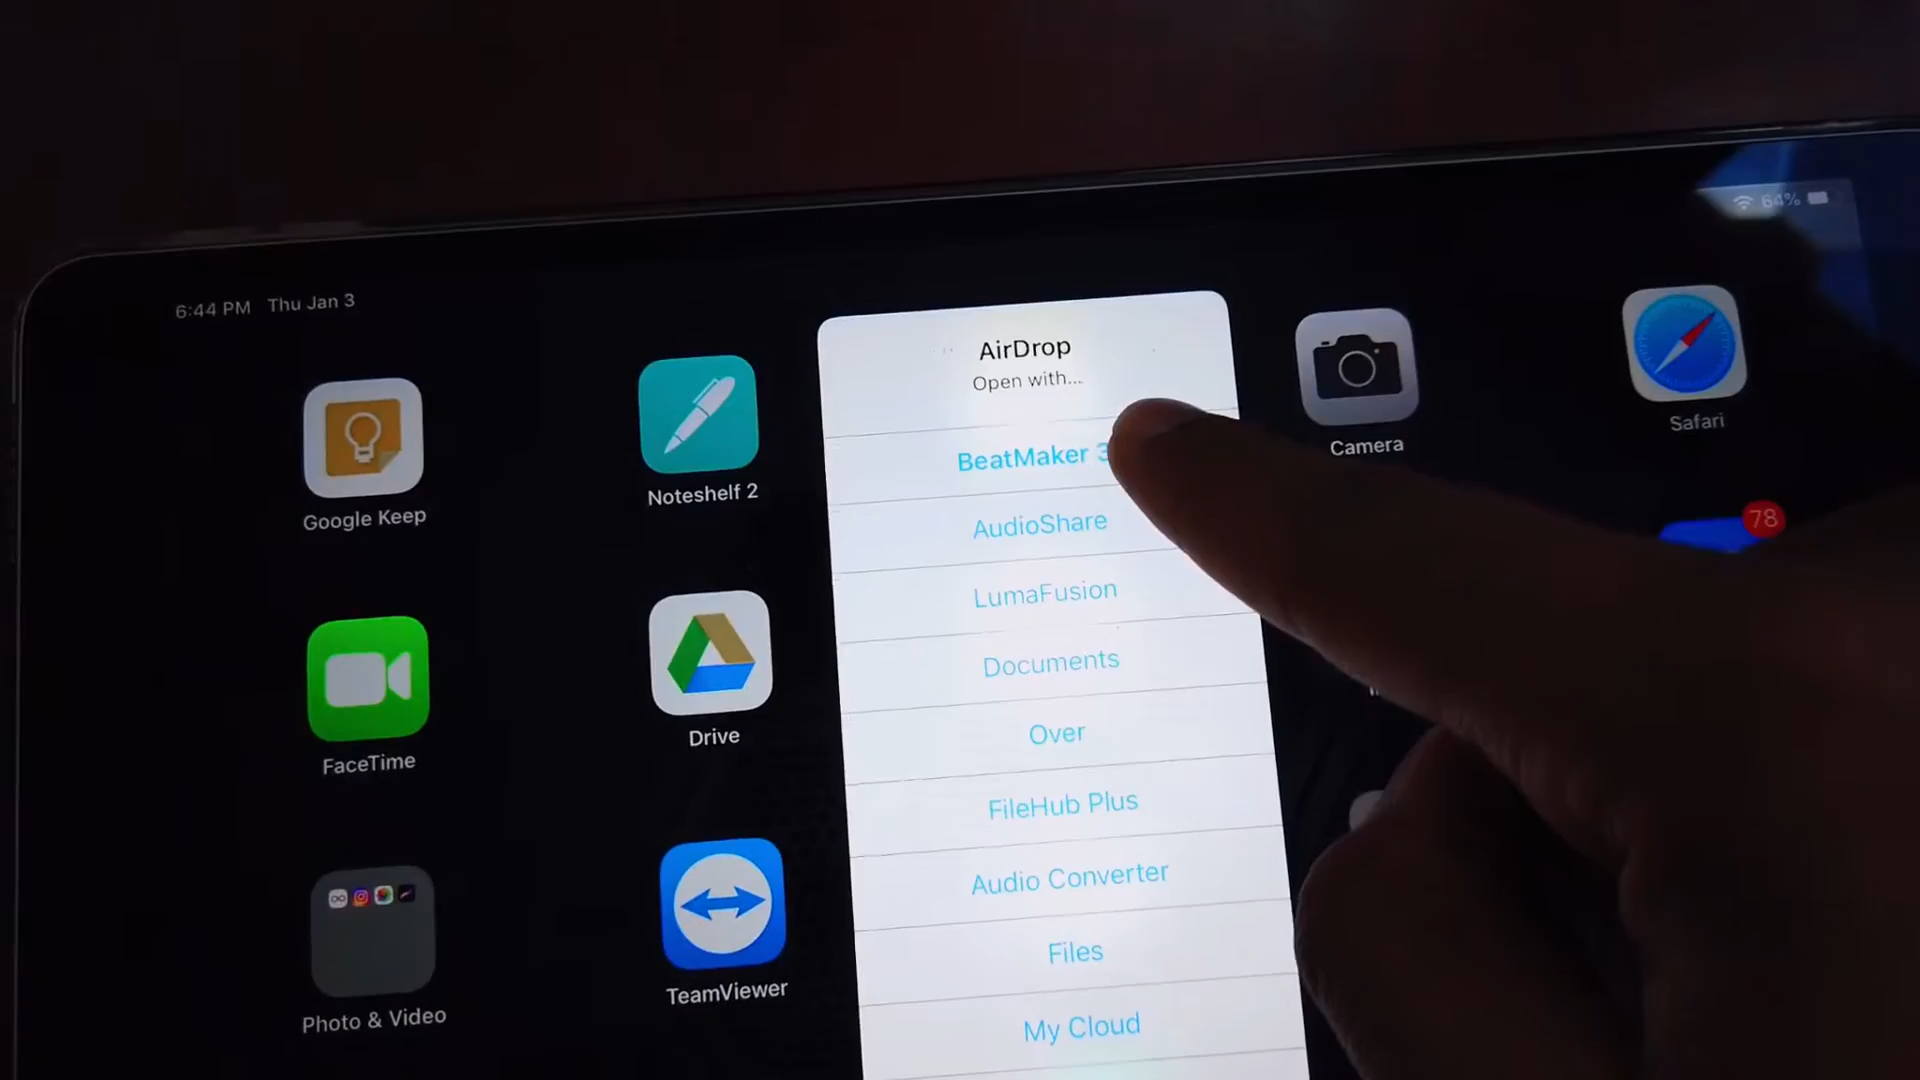 6:44 PM Thu Jan 3
64%
Google Keep
Noteshelf 2
Camera
Safari
78
FaceTime
Drive
Photo & Video
TeamViewer
AirDrop
Open with...
BeatMaker 3
AudioShare
LumaFusion
Documents
Over
FileHub Plus
Audio Converter
Files
My Cloud